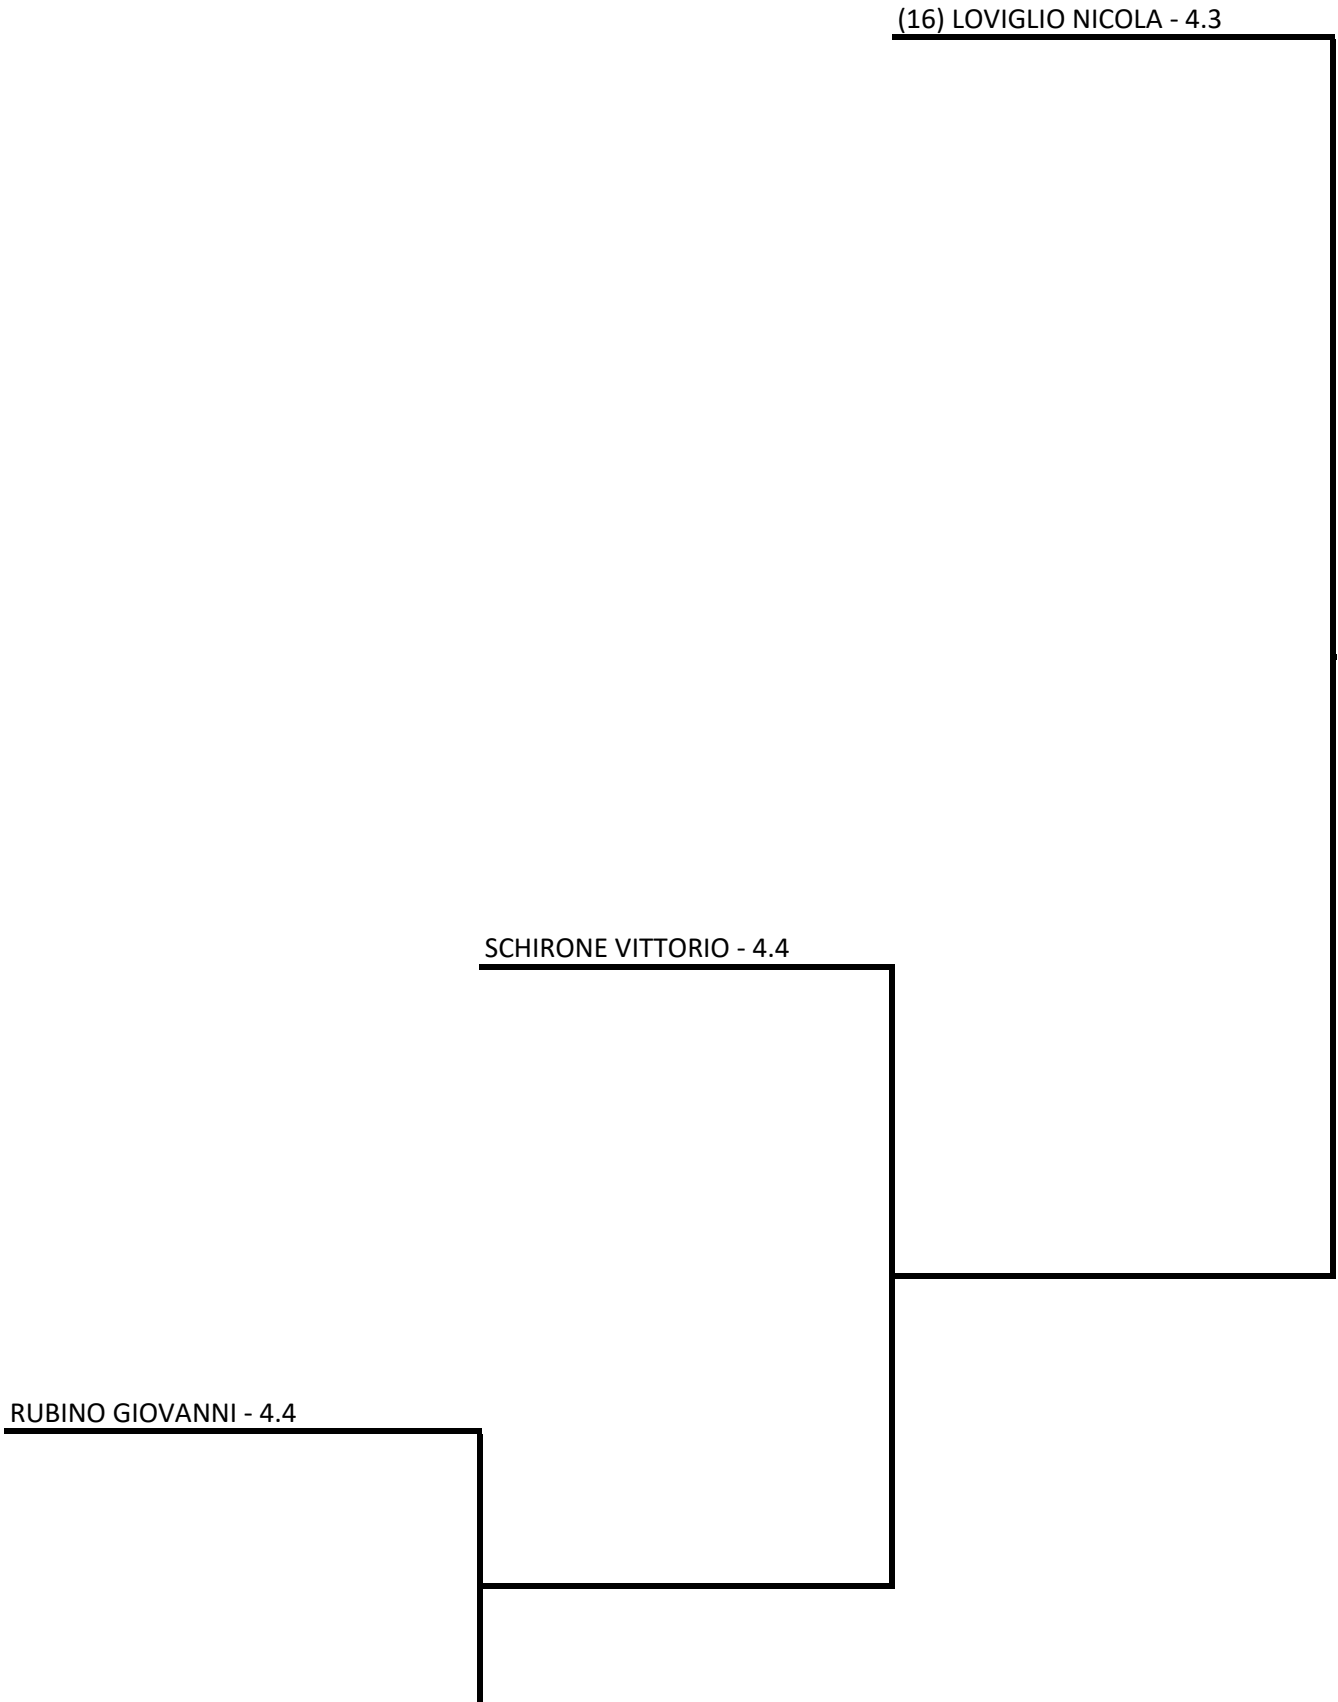 (16) LOVIGLIO NICOLA - 4.3
SCHIRONE VITTORIO - 4.4
RUBINO GIOVANNI - 4.4